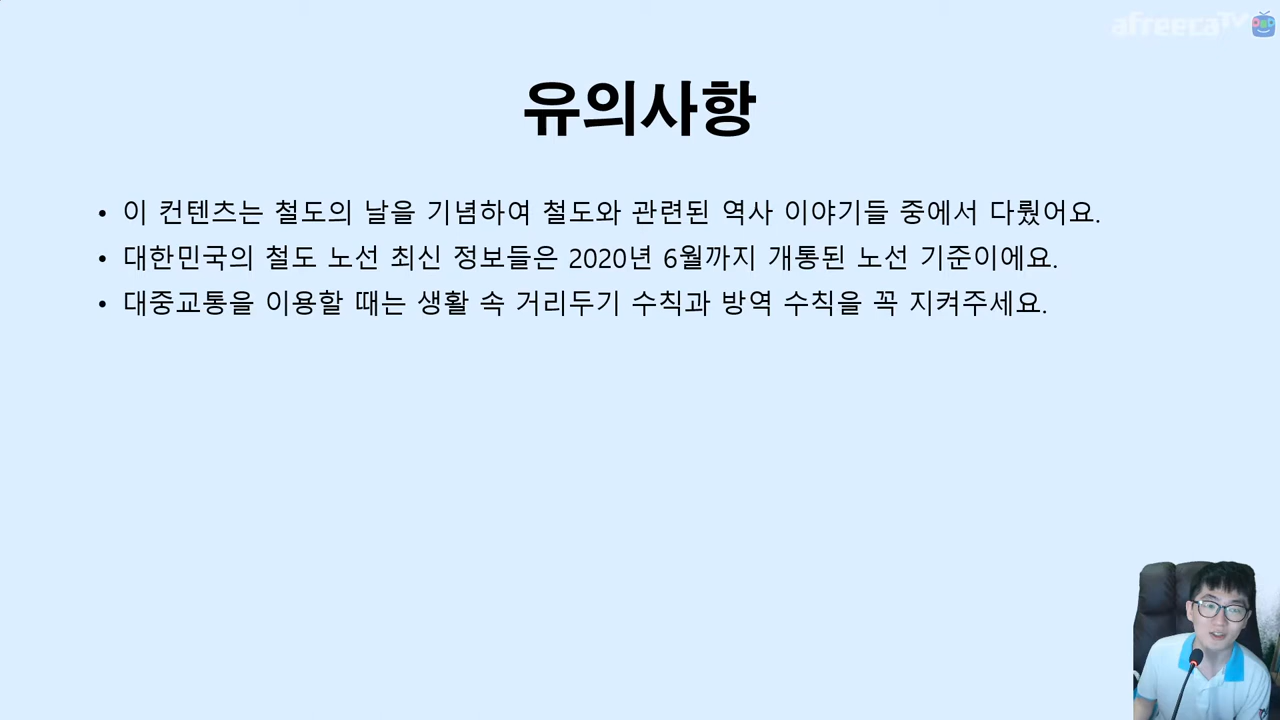 afreecaTV
유의사항
• 이 컨텐츠는 철도의 날을 기념하여 철도와 관련된 역사 이야기들 중에서 다뤘어요.
• 대한민국의 철도 노선 최신 정보들은 2020년 6월까지 개통된 노선 기준이에요.
• 대중교통을 이용할 때는 생활 속 거리두기 수칙과 방역 수칙을 꼭 지켜주세요.